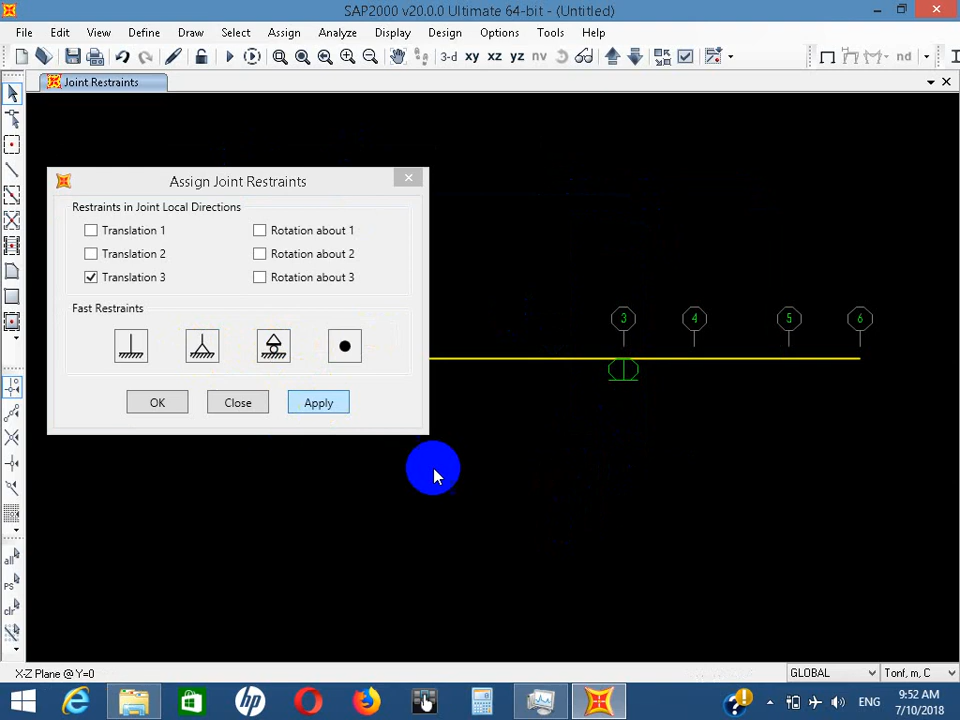 SAP2000 v20.0.0 Ultimate 64-bit - (Untitled)
File Edit View Define Draw Select Assign Analyze Display Design Options Tools Help
3-d xy xz yz nv nd
Joint Restraints
Assign Joint Restraints
Restraints in Joint Local Directions
Translation 1 Rotation about 1
Translation 2 Rotation about 2
Translation 3 Rotation about 3
Fast Restraints
OK Close Apply
3 4 5 6
all
PS
clr
X-Z Plane @ Y=0 GLOBAL Tonf, m, C
ENG 9:52 AM
7/10/2018